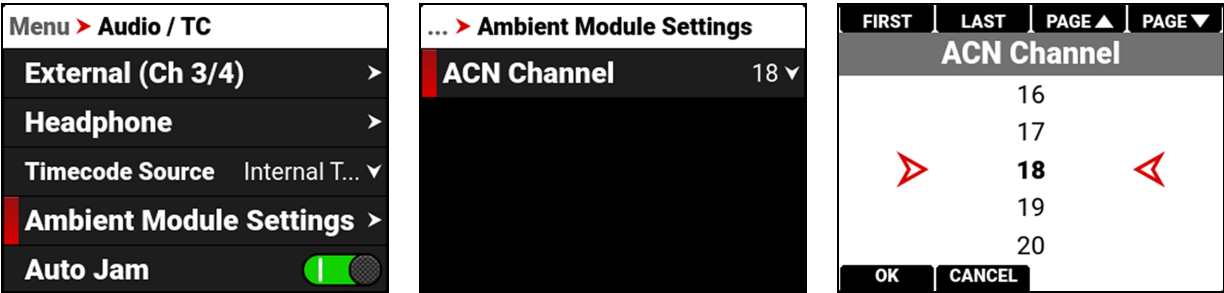 Menu > Audio / TC
External (Ch 3/4)
Headphone
Timecode Source Internal T...
Ambient Module Settings
Auto Jam
... > Ambient Module Settings
ACN Channel 18
FIRST LAST PAGE▲ PAGE▼
ACN Channel
16
17
18
19
20
OK CANCEL